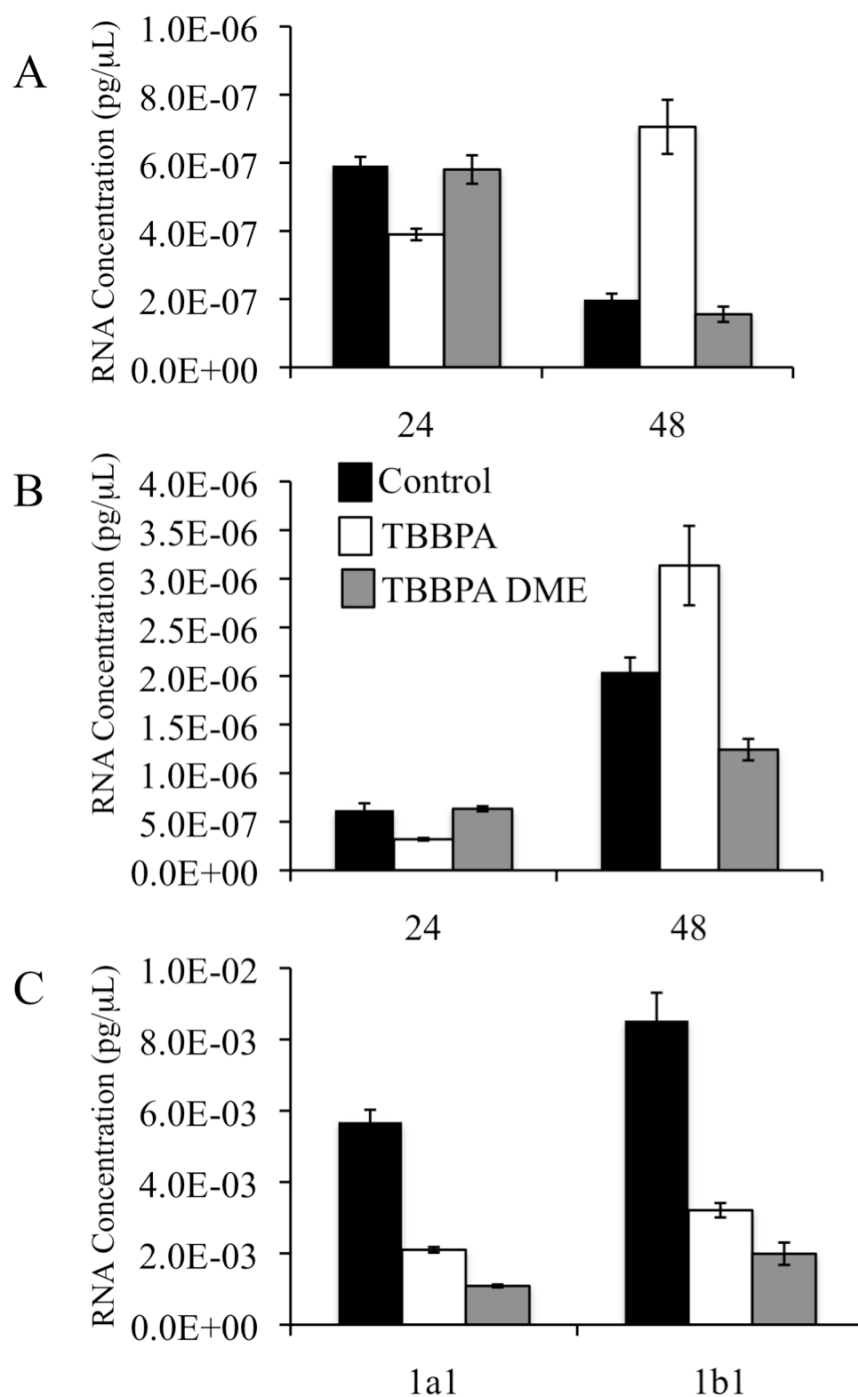 A
RNA Concentration (pg/μL)
1.0E-06
8.0E-07
6.0E-07
4.0E-07
2.0E-07
0.0E+00
24 48
B
RNA Concentration (pg/μL)
4.0E-06
3.5E-06
3.0E-06
2.5E-06
2.0E-06
1.5E-06
1.0E-06
5.0E-07
0.0E+00
Control
TBBPA
TBBPA DME
24 48
C
RNA Concentration (pg/μL)
1.0E-02
8.0E-03
6.0E-03
4.0E-03
2.0E-03
0.0E+00
1a1 1b1